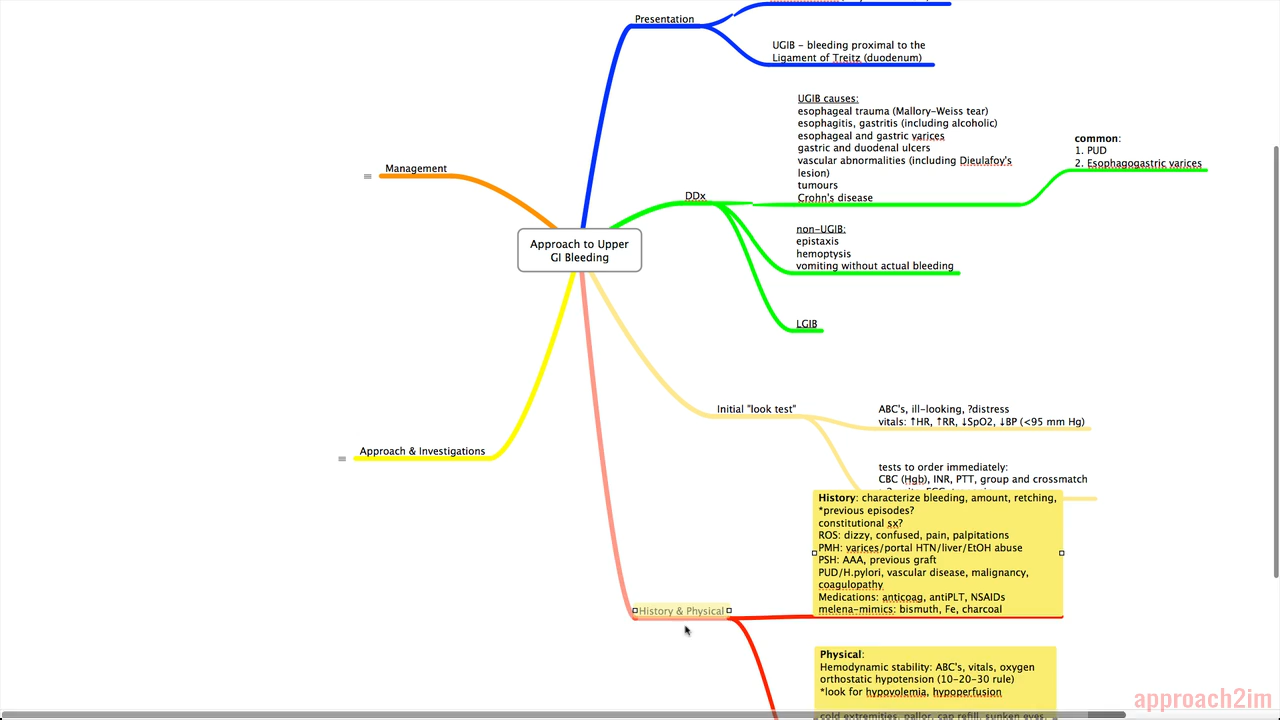 Presentation
UGIB - bleeding proximal to the
Ligament of Treitz (duodenum)
UGIB causes:
esophageal trauma (Mallory-Weiss tear)
esophagitis, gastritis (including alcoholic)
esophageal and gastric varices
gastric and duodenal ulcers
vascular abnormalities (including Dieulafoy's
lesion)
tumours
Crohn's disease
common:
1. PUD
2. Esophagogastric varices
Management
DDx
Approach to Upper
GI Bleeding
non-UGIB:
epistaxis
hemoptysis
vomiting without actual bleeding
LGIB
Initial "look test"
ABC's, ill-looking, ?distress
vitals: ↑HR, ↑RR, ↓SpO2, ↓BP (<95 mm Hg)
Approach & Investigations
tests to order immediately:
CBC (Hgb), INR, PTT, group and crossmatch
History: characterize bleeding, amount, retching,
*previous episodes?
constitutional sx?
ROS: dizzy, confused, pain, palpitations
PMH: varices/portal HTN/liver/EtOH abuse
PSH: AAA, previous graft
PUD/H.pylori, vascular disease, malignancy,
coagulopathy
Medications: anticoag, antiPLT, NSAIDs
melena-mimics: bismuth, Fe, charcoal
History & Physical
Physical:
Hemodynamic stability: ABC's, vitals, oxygen
orthostatic hypotension (10-20-30 rule)
*look for hypovolemia, hypoperfusion
cold extremities, pallor, cap refill, sunken eyes,
approach2im